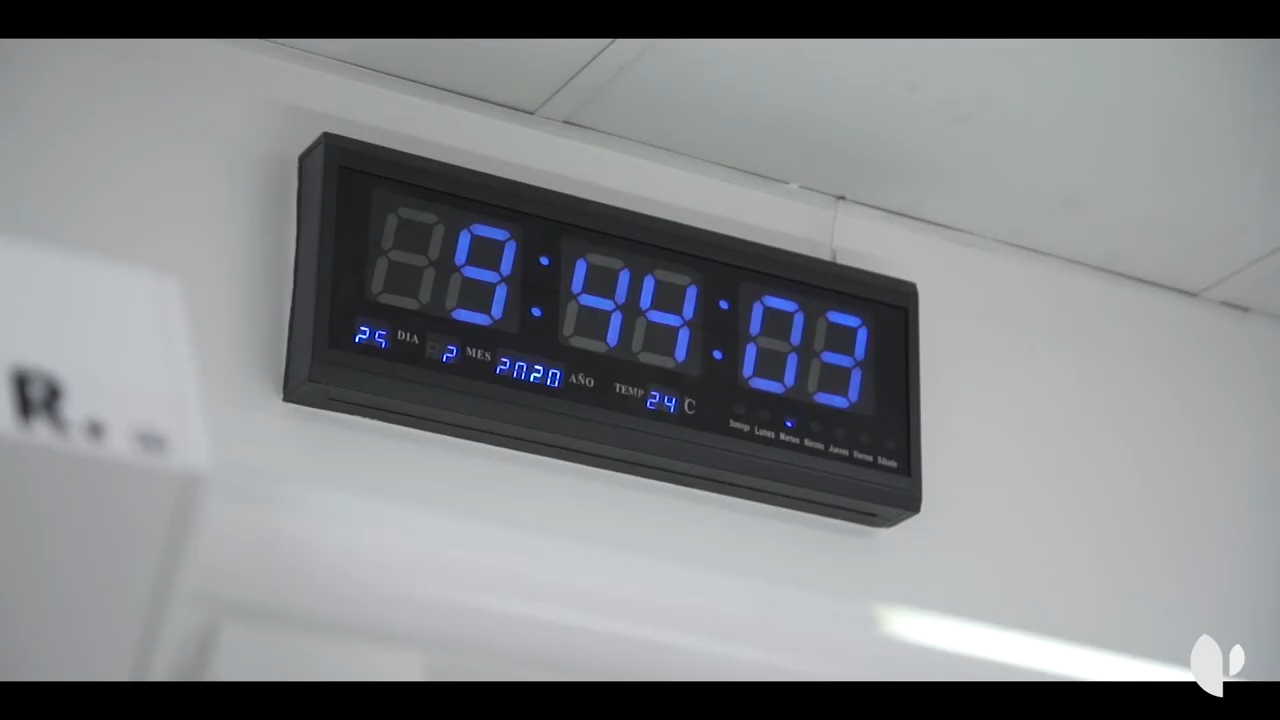 9:44:03
25 DIA 2 MES 2020 AÑO TEMP 24 °C
Domingo Lunes Martes Miércoles Jueves Viernes Sábado
R.